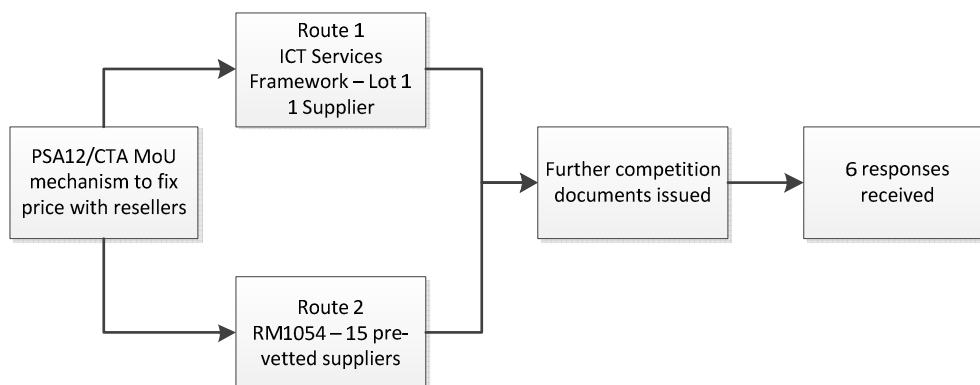 PSA12/CTA MoU
mechanism to fix
price with resellers
Route 1
ICT Services
Framework – Lot 1
1 Supplier
Route 2
RM1054 – 15 pre-
vetted suppliers
Further competition
documents issued
6 responses
received